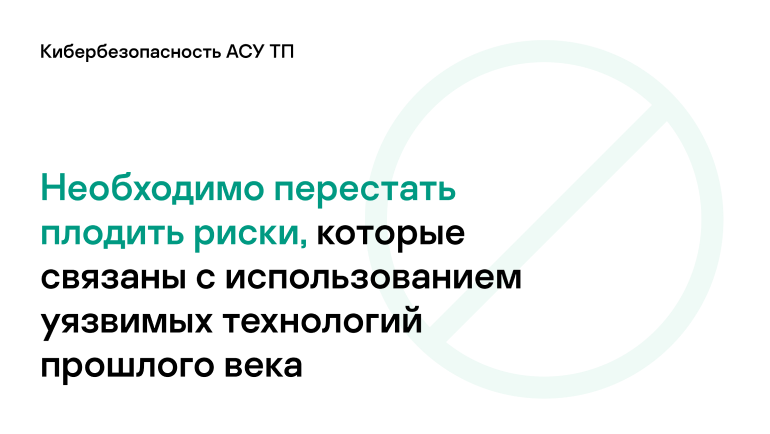 Кибербезопасность АСУ ТП
Необходимо перестать
плодить риски, которые
связаны с использованием
уязвимых технологий
прошлого века